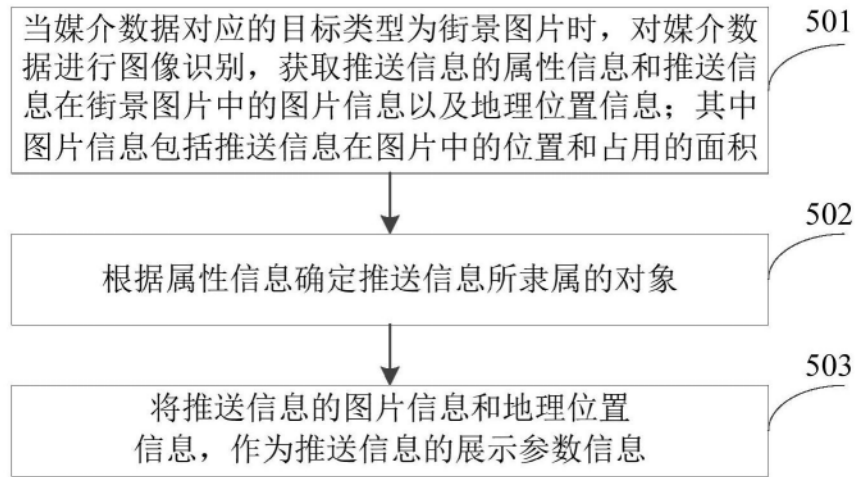 当媒介数据对应的目标类型为街景图片时，对媒介数
据进行图像识别，获取推送信息的属性信息和推送信
息在街景图片中的图片信息以及地理位置信息；其中
图片信息包括推送信息在图片中的位置和占用的面积
501
根据属性信息确定推送信息所隶属的对象
502
将推送信息的图片信息和地理位置
信息，作为推送信息的展示参数信息
503